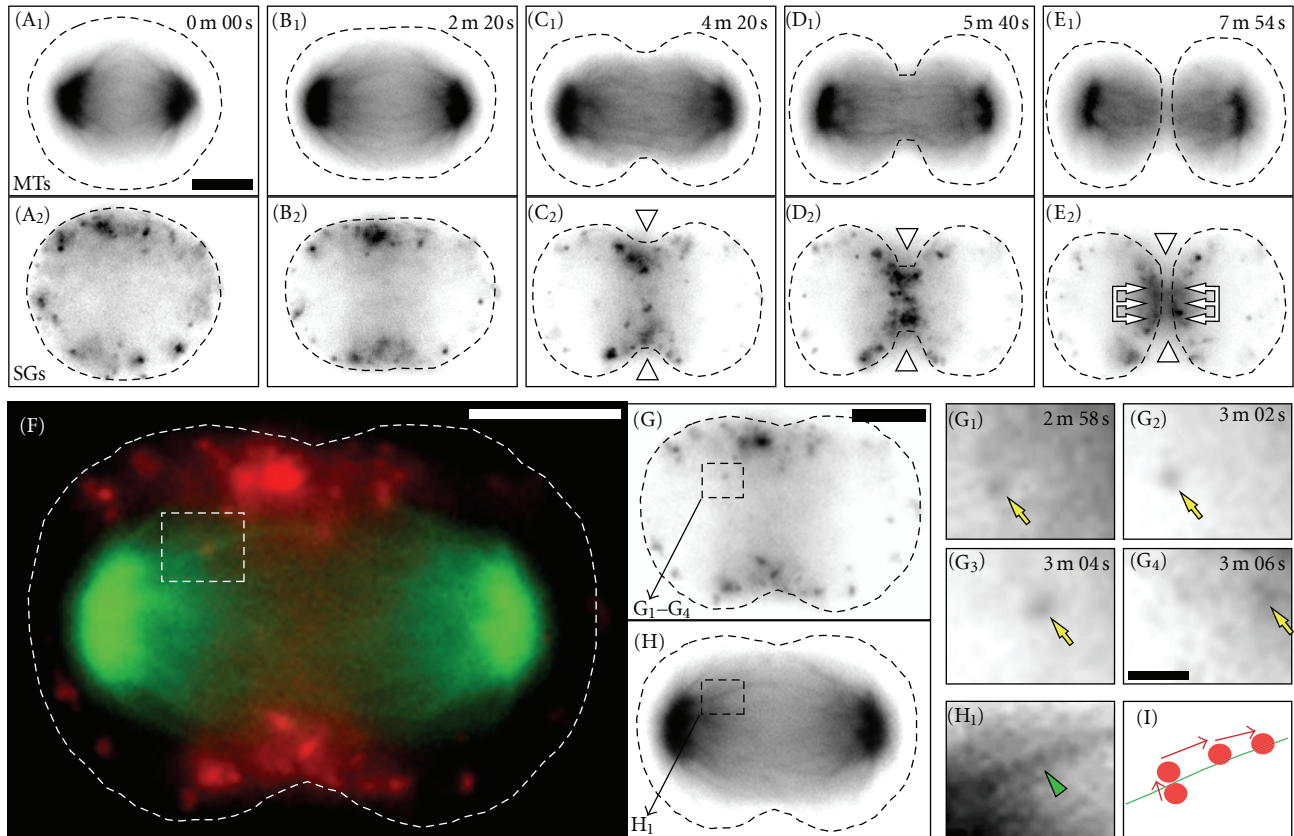 (A1) 0 m 00 s
MTs
(B1) 2 m 20 s
(C1) 4 m 20 s
(D1) 5 m 40 s
(E1) 7 m 54 s
(A2)
SGs
(B2)
(C2)
(D2)
(E2)
(F)
(G)
G1–G4
(H)
H1
(G1) 2 m 58 s
(G2) 3 m 02 s
(G3) 3 m 04 s
(G4) 3 m 06 s
(H1)
(I)